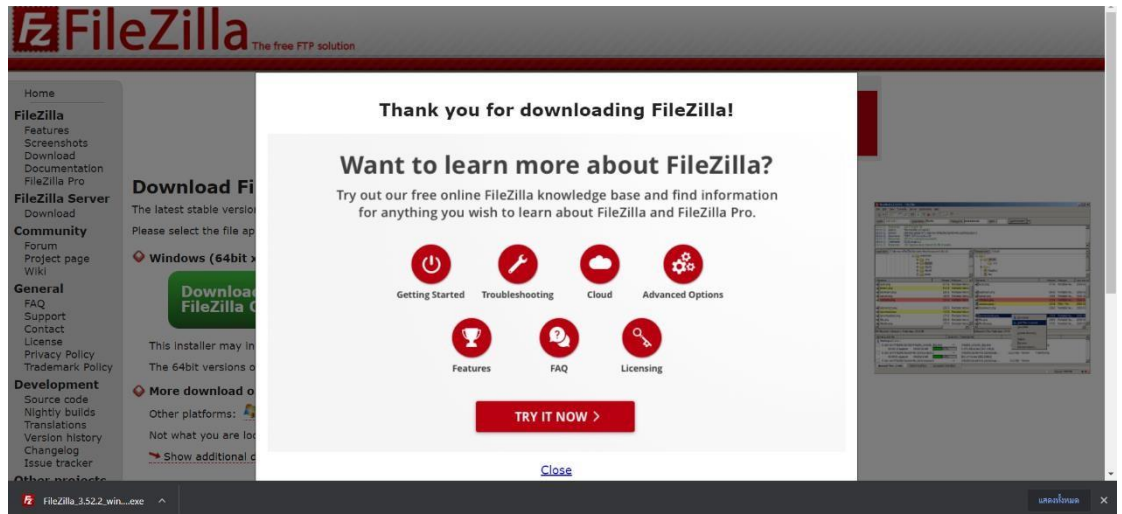 FileZilla The free FTP solution
Home
FileZilla
Features
Screenshots
Download
Documentation
FileZilla Pro
FileZilla Server
Download
Community
Forum
Project page
Wiki
General
FAQ
Support
Contact
License
Privacy Policy
Trademark Policy
Development
Source code
Nightly builds
Translations
Version history
Changelog
Issue tracker
Other projects
Download Fi
The latest stable versio
Please select the file ap
Windows (64bit x
Downloa
FileZilla C
This installer may in
The 64bit versions o
More download o
Other platforms:
Not what you are loo
Show additional d
Thank you for downloading FileZilla!
Want to learn more about FileZilla?
Try out our free online FileZilla knowledge base and find information
for anything you wish to learn about FileZilla and FileZilla Pro.
Getting Started Troubleshooting Cloud Advanced Options
Features FAQ Licensing
TRY IT NOW >
Close
FileZilla_3.52.2_win....exe
แสดงทั้งหมด